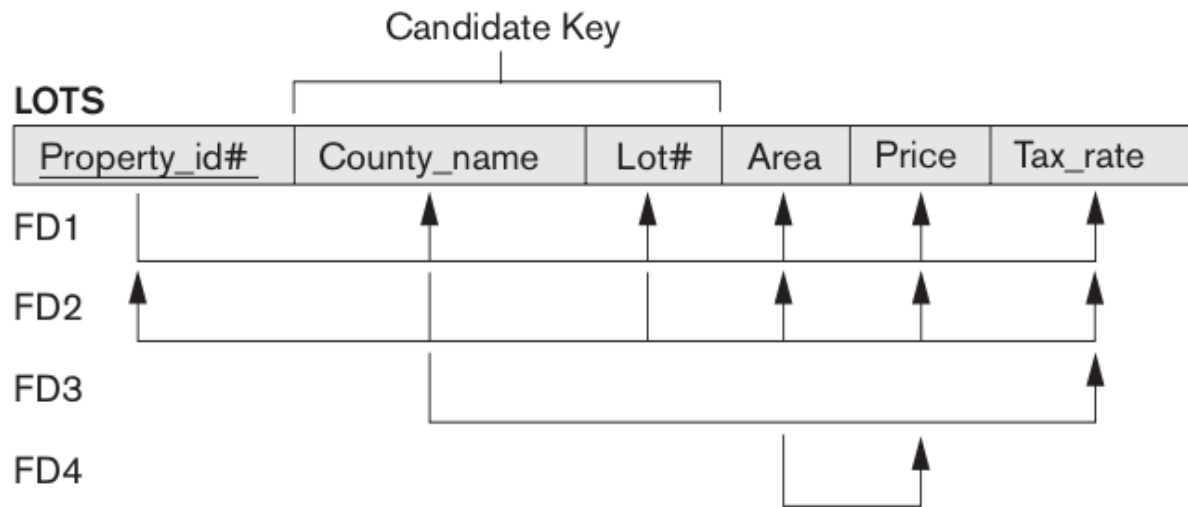 Candidate Key
LOTS
Property_id# County_name Lot# Area Price Tax_rate
FD1
FD2
FD3
FD4